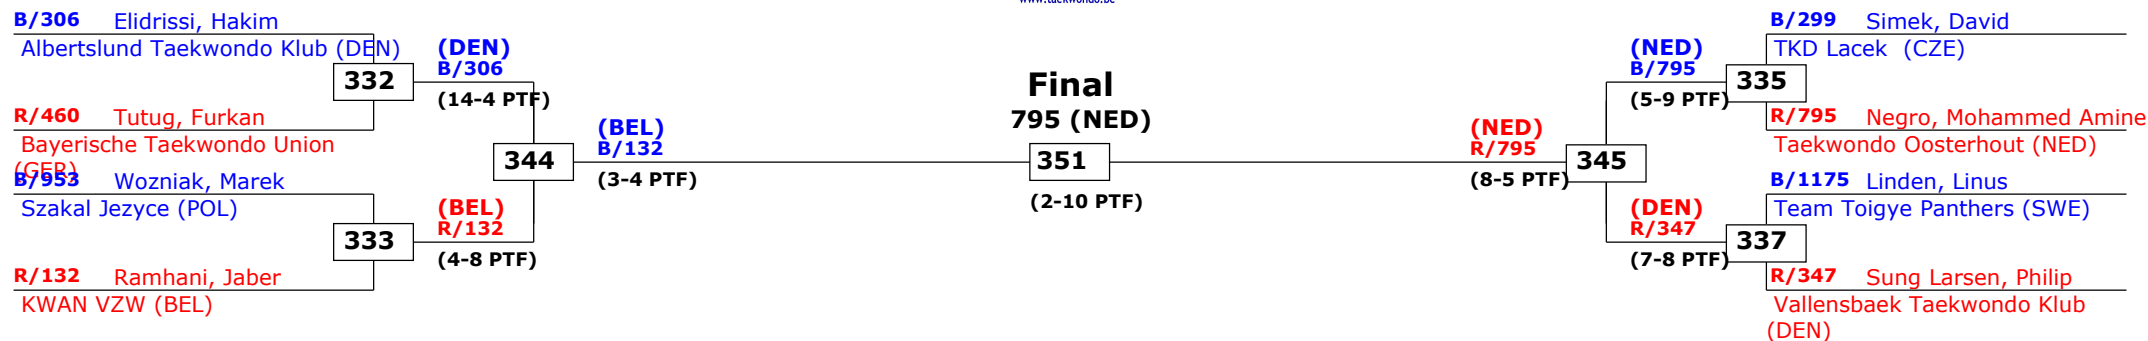 www.taekwondo.be
B/306 Elidrissi, Hakim
Albertslund Taekwondo Klub (DEN)
332
(DEN)
B/306
(14-4 PTF)
R/460 Tutug, Furkan
Bayerische Taekwondo Union
(GER)
B/953 Wozniak, Marek
Szakal Jezyce (POL)
333
(BEL)
R/132
(4-8 PTF)
R/132 Ramhani, Jaber
KWAN VZW (BEL)
344
(BEL)
B/132
(3-4 PTF)
Final
795 (NED)
351
(2-10 PTF)
(NED)
R/795
(8-5 PTF)
345
(NED)
B/795
(5-9 PTF)
335
B/299 Simek, David
TKD Lacek (CZE)
R/795 Negro, Mohammed Amine
Taekwondo Oosterhout (NED)
B/1175 Linden, Linus
Team Toigye Panthers (SWE)
(DEN)
R/347
(7-8 PTF)
337
R/347 Sung Larsen, Philip
Vallensbaek Taekwondo Klub
(DEN)